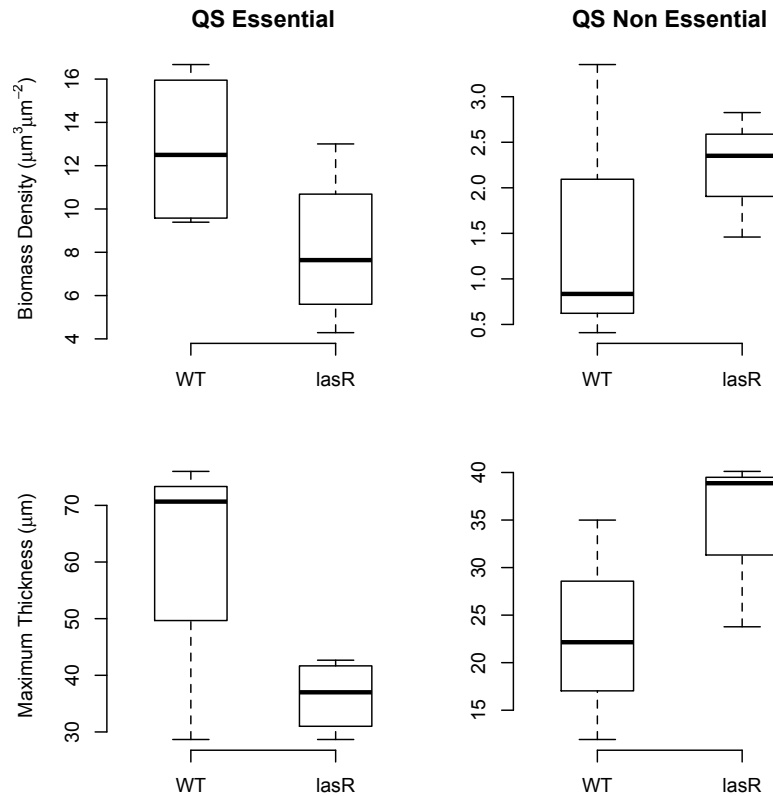 QS Essential
QS Non Essential
Biomass Density (μm³μm⁻²)
16
14
12
10
8
6
4
WT
lasR
3.0
2.5
2.0
1.5
1.0
0.5
WT
lasR
Maximum Thickness (μm)
70
60
50
40
30
WT
lasR
40
35
30
25
20
15
WT
lasR